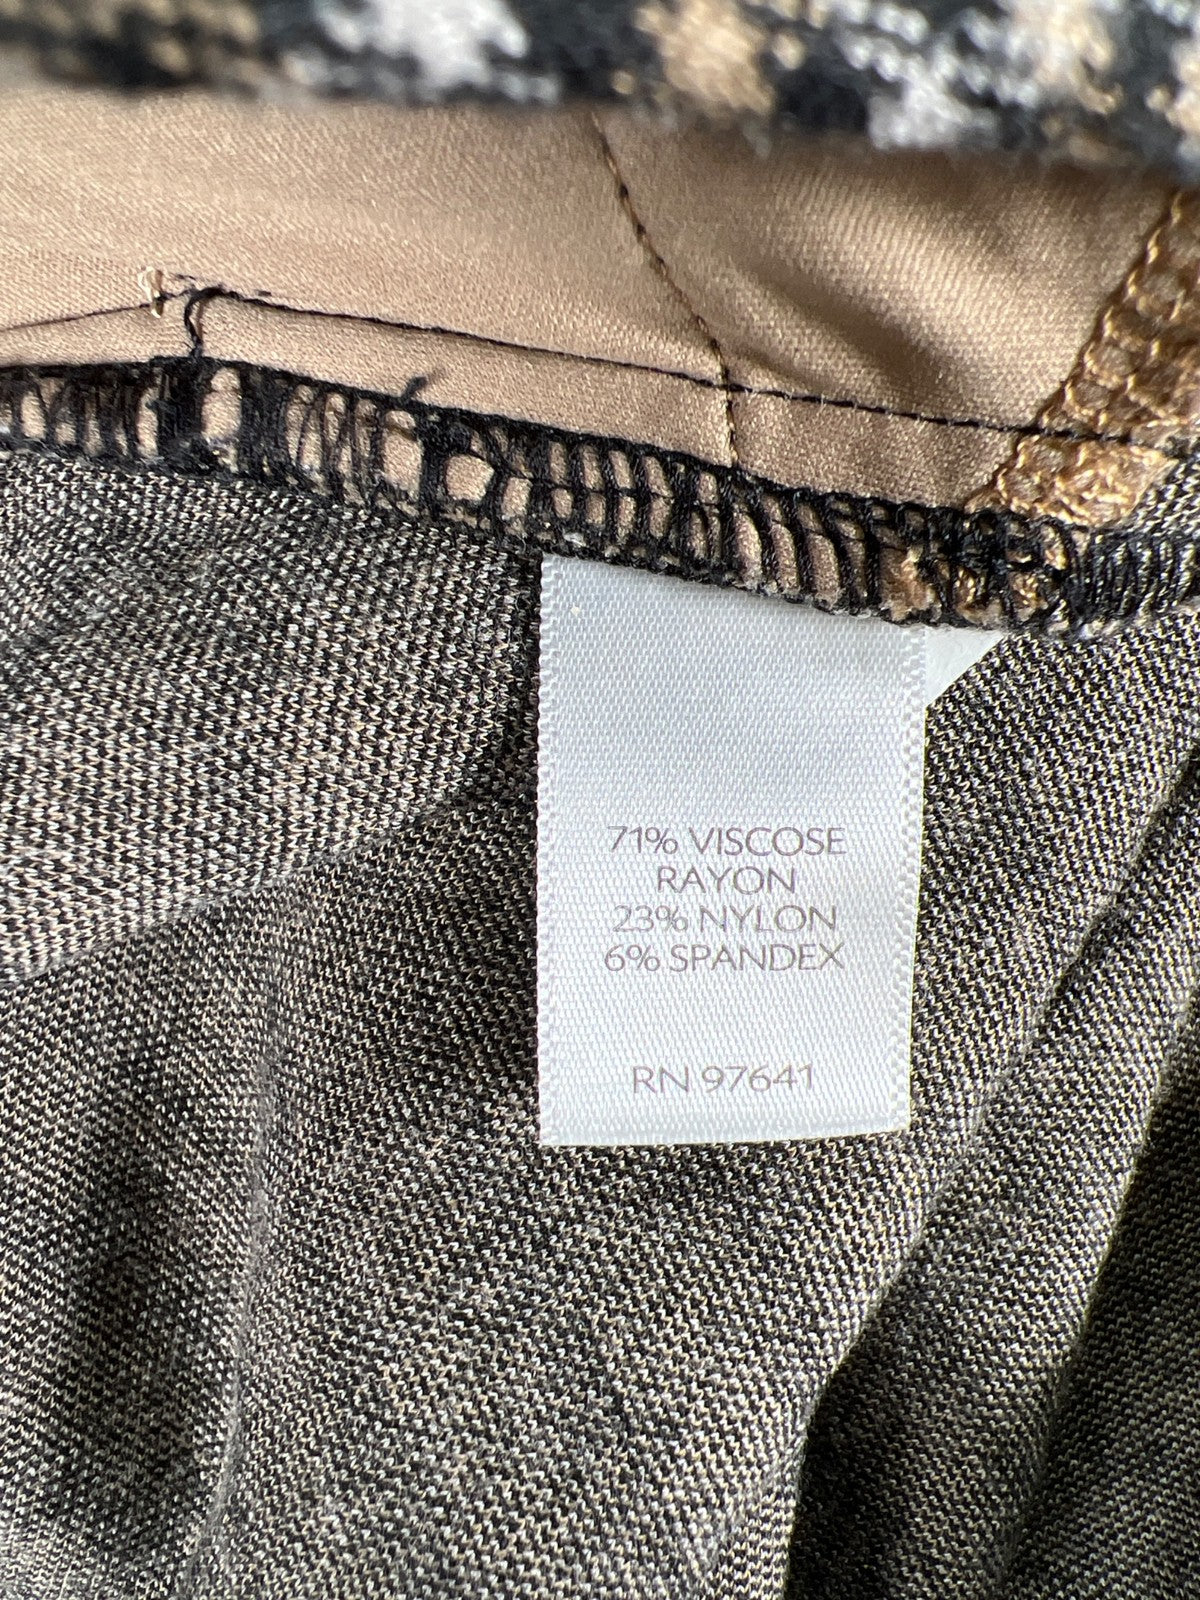 71% VISCOSE
RAYON
23% NYLON
6% SPANDEX
RN 97641